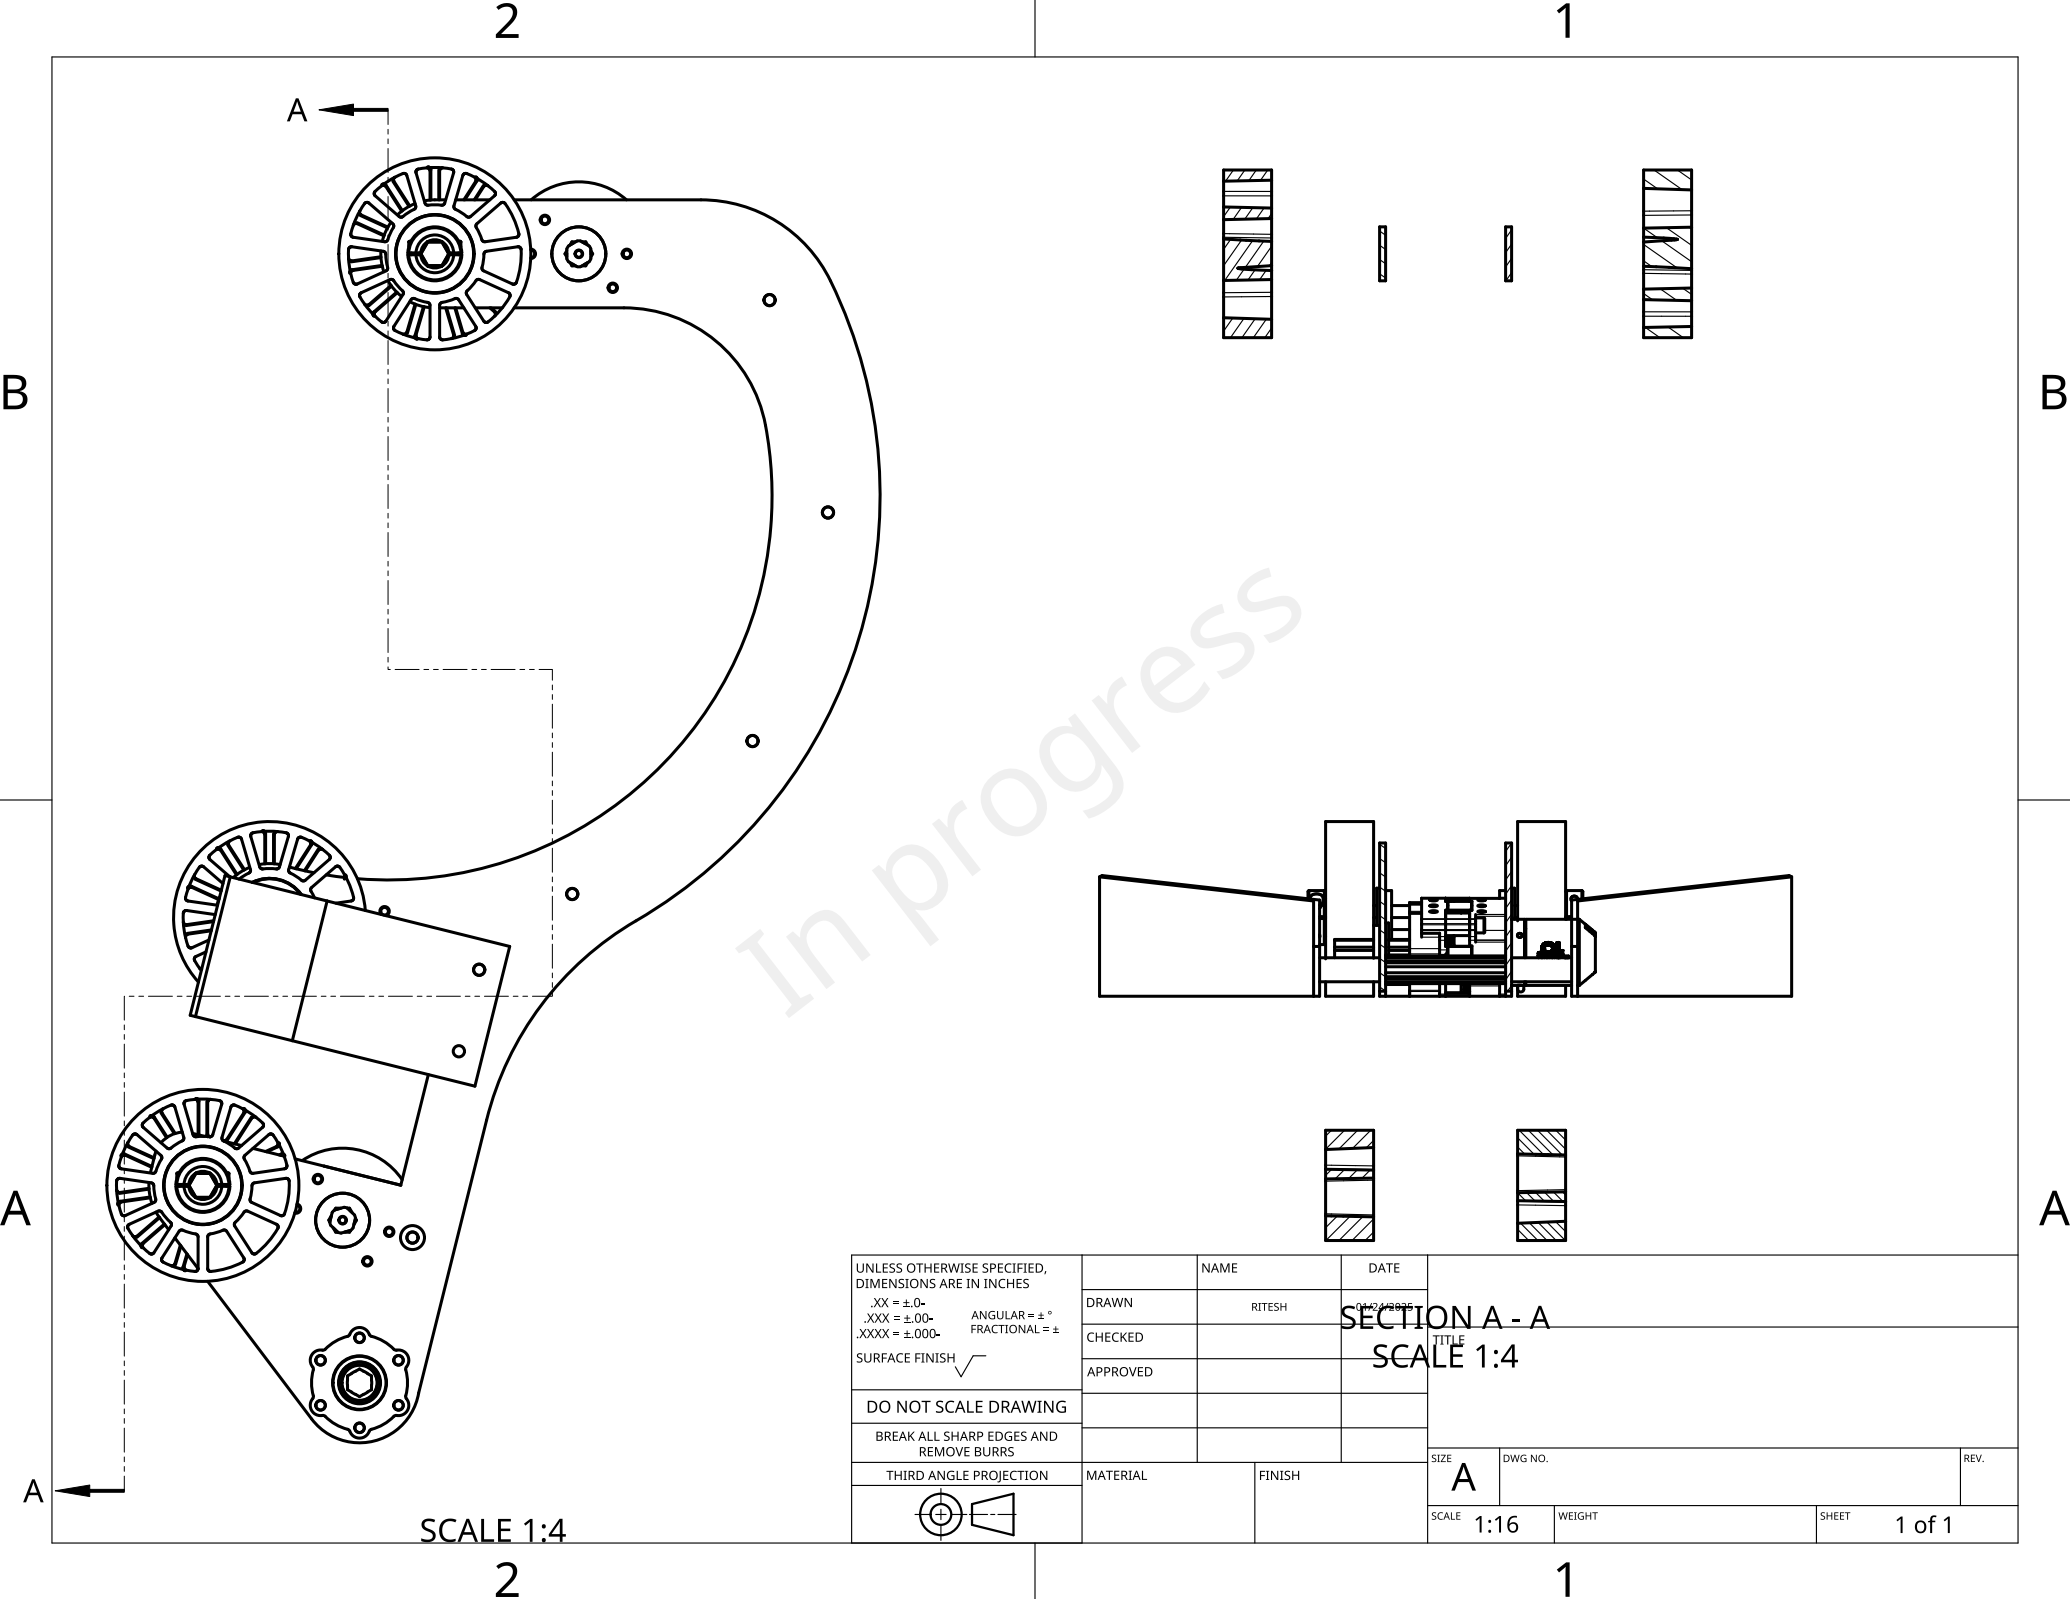 2
1
A
B
B
In progress
A
A
UNLESS OTHERWISE SPECIFIED,
DIMENSIONS ARE IN INCHES
.XX = ±.0-
.XXX = ±.00-
.XXXX = ±.000-
ANGULAR = ± °
FRACTIONAL = ±
SURFACE FINISH
DO NOT SCALE DRAWING
BREAK ALL SHARP EDGES AND
REMOVE BURRS
THIRD ANGLE PROJECTION
NAME
DATE
DRAWN
RITESH
01/24/2025
CHECKED
APPROVED
MATERIAL
FINISH
SECTION A - A
SCALE 1:4
TITLE
SIZE
A
DWG NO.
REV.
SCALE
1:16
WEIGHT
SHEET
1 of 1
A
SCALE 1:4
2
1